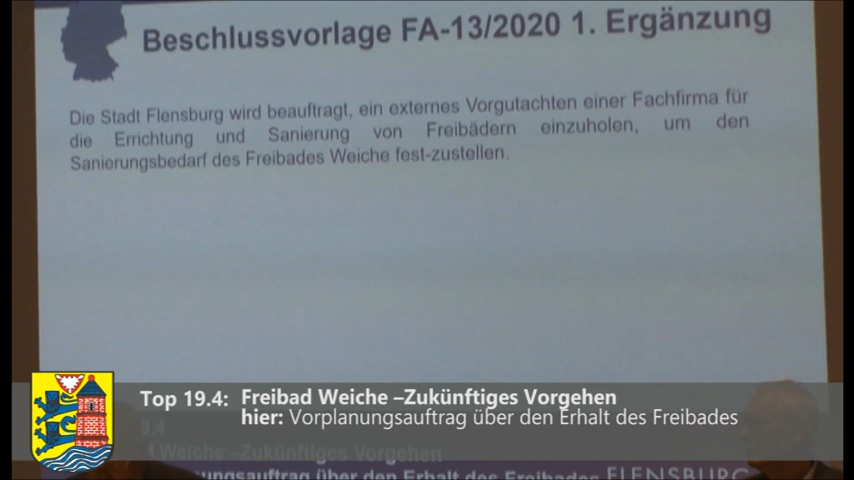 Beschlussvorlage FA-13/2020 1. Ergänzung
Die Stadt Flensburg wird beauftragt, ein externes Vorgutachten einer Fachfirma für
die Errichtung und Sanierung von Freibädern einzuholen, um den
Sanierungsbedarf des Freibades Weiche fest-zustellen.
Top 19.4: Freibad Weiche –Zukünftiges Vorgehen
hier: Vorplanungsauftrag über den Erhalt des Freibades
9.4
Weiche –Zukünftiges Vorgehen
ungsauftrag über den Erhalt des Freibades FLENSBURG